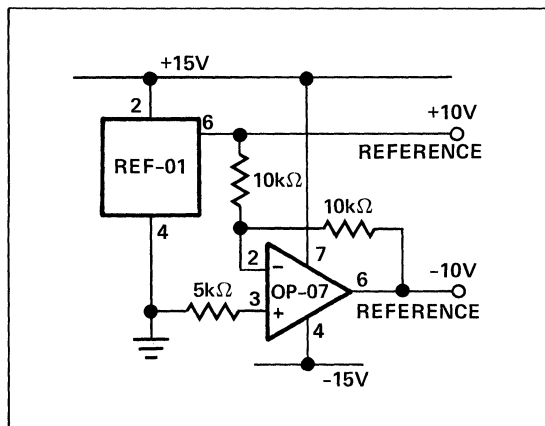 +15V
2
6
+10V
REF-01
REFERENCE
10kΩ
10kΩ
4
2
−
7
6
−10V
OP-07
5kΩ
3
+
REFERENCE
4
−15V